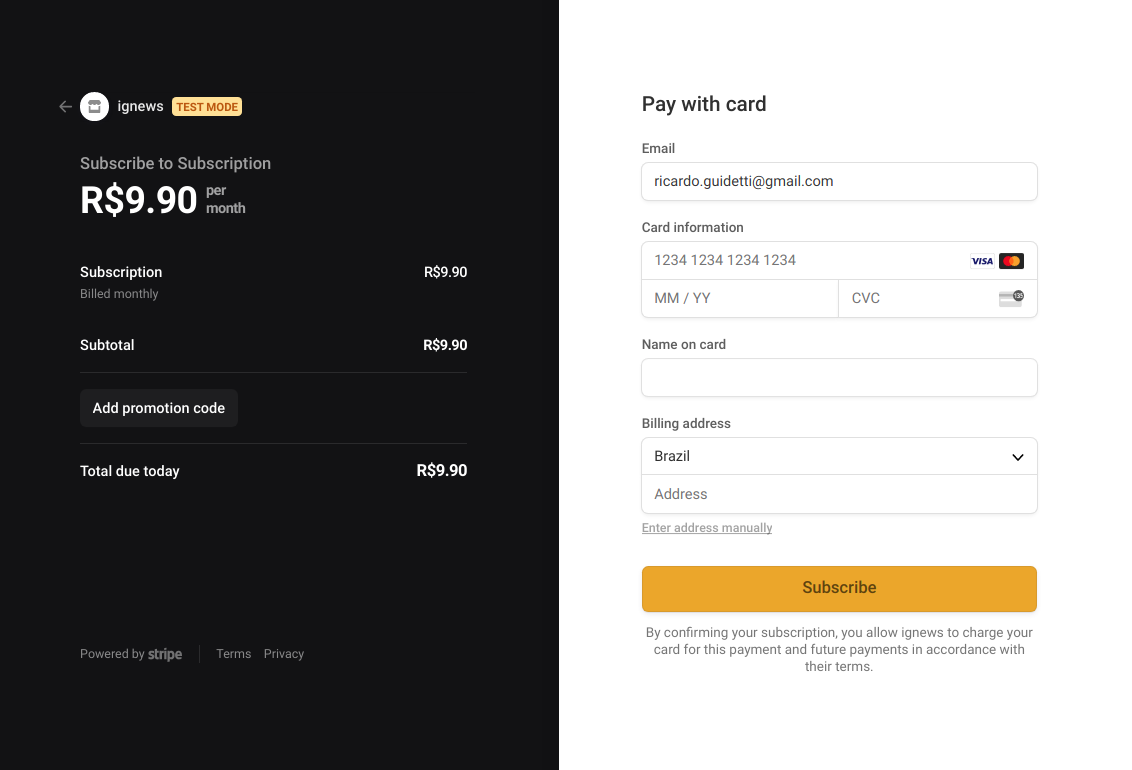 ignews TEST MODE
Subscribe to Subscription
R$9.90 per
month
Subscription R$9.90
Billed monthly
Subtotal R$9.90
Add promotion code
Total due today R$9.90
Powered by stripe Terms Privacy
Pay with card
Email
ricardo.guidetti@gmail.com
Card information
1234 1234 1234 1234 VISA
MM / YY CVC 135
Name on card
Billing address
Brazil
Address
Enter address manually
Subscribe
By confirming your subscription, you allow ignews to charge your
card for this payment and future payments in accordance with
their terms.